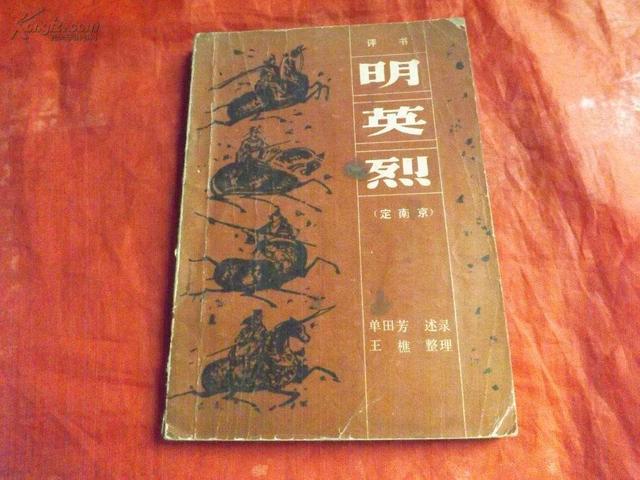 评书
明
英
烈
(定南京)
单田芳 述录
王樵 整理